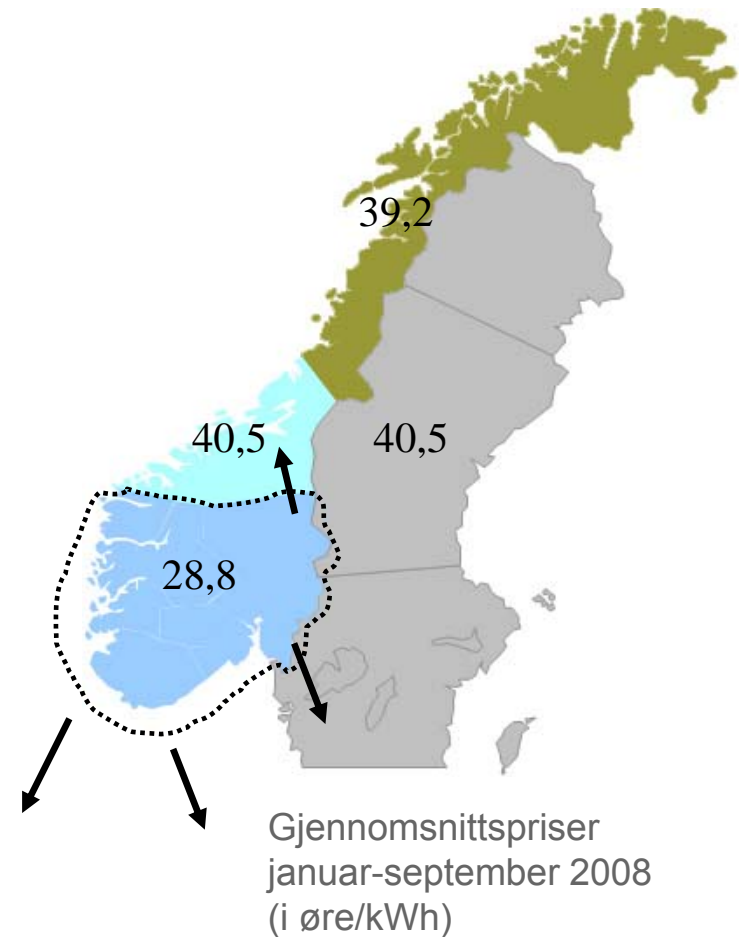 39,2
40,5
40,5
28,8
Gjennomsnittspriser
januar-september 2008
(i øre/kWh)